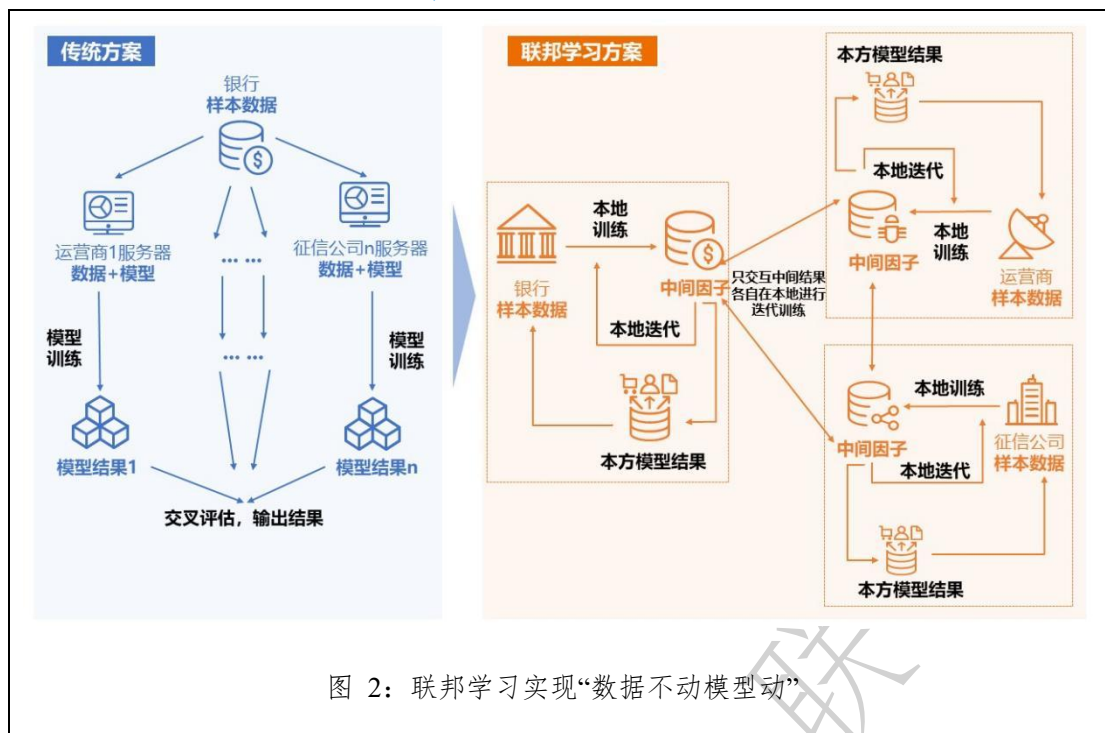 传统方案
银行
样本数据
运营商1服务器
数据+模型
征信公司n服务器
数据+模型
... ...
模型
训练
... ...
模型
训练
模型结果1
模型结果n
交叉评估，输出结果
联邦学习方案
银行
样本数据
本地
训练
中间因子
本地迭代
本方模型结果
只交互中间结果
各自在本地进行
迭代训练
本方模型结果
本地迭代
中间因子
本地
训练
运营商
样本数据
中间因子
本地训练
征信公司
样本数据
本地迭代
本方模型结果
图 2：联邦学习实现“数据不动模型动”
联